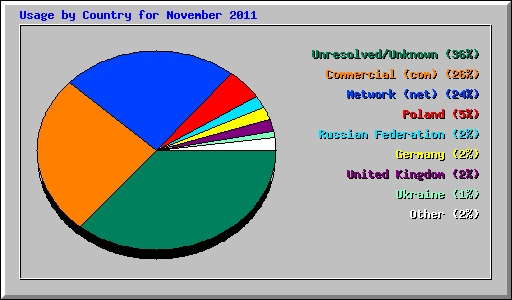 Usage by Country for November 2011
Unresolved/Unknown (36%)
Commercial (com) (26%)
Network (net) (24%)
Poland (5%)
Russian Federation (2%)
Germany (2%)
United Kingdom (2%)
Ukraine (1%)
Other (2%)